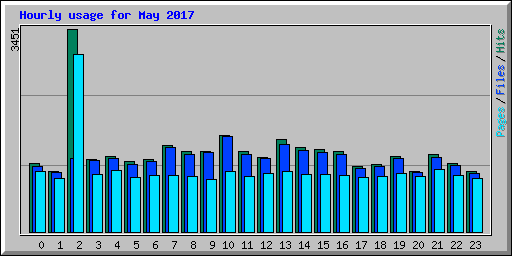 Hourly usage for May 2017
3451
Pages / Files / Hits
0 1 2 3 4 5 6 7 8 9 10 11 12 13 14 15 16 17 18 19 20 21 22 23